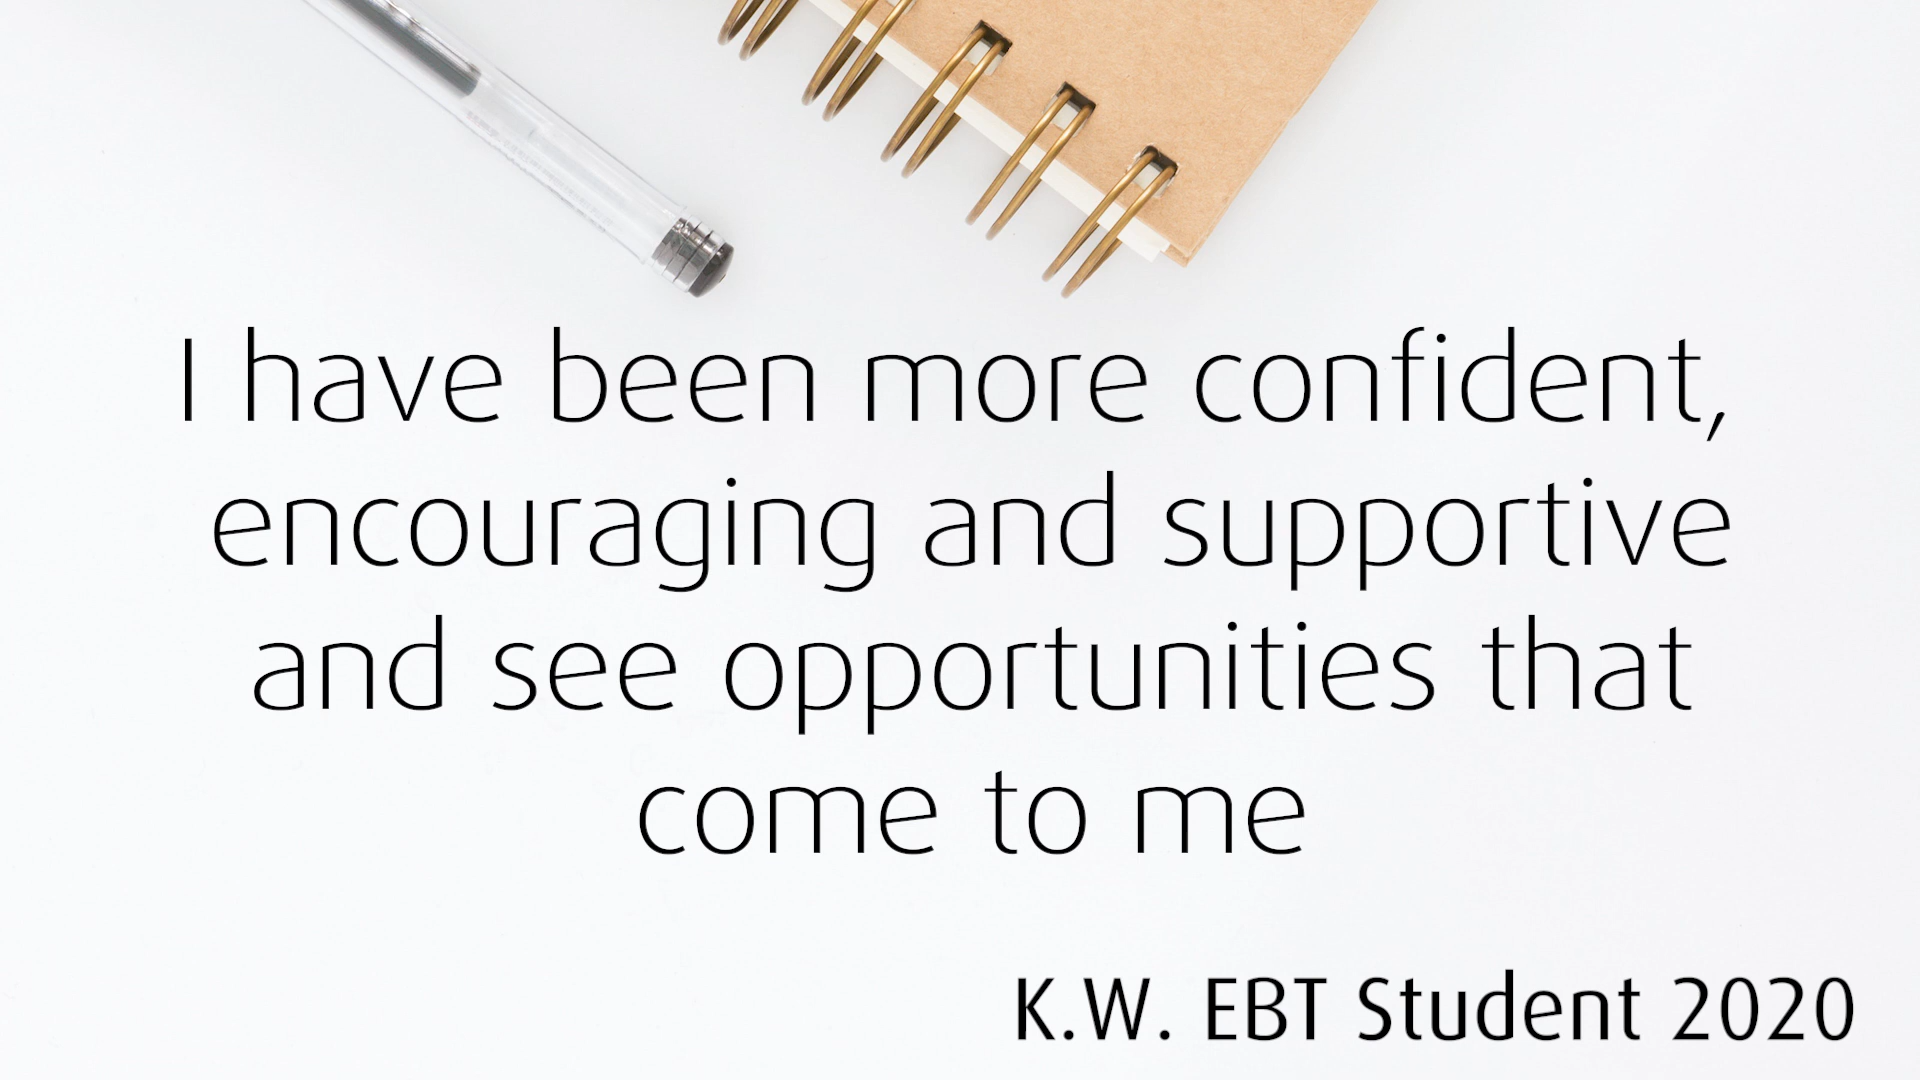 I have been more confident,
encouraging and supportive
and see opportunities that
come to me
K.W. EBT Student 2020